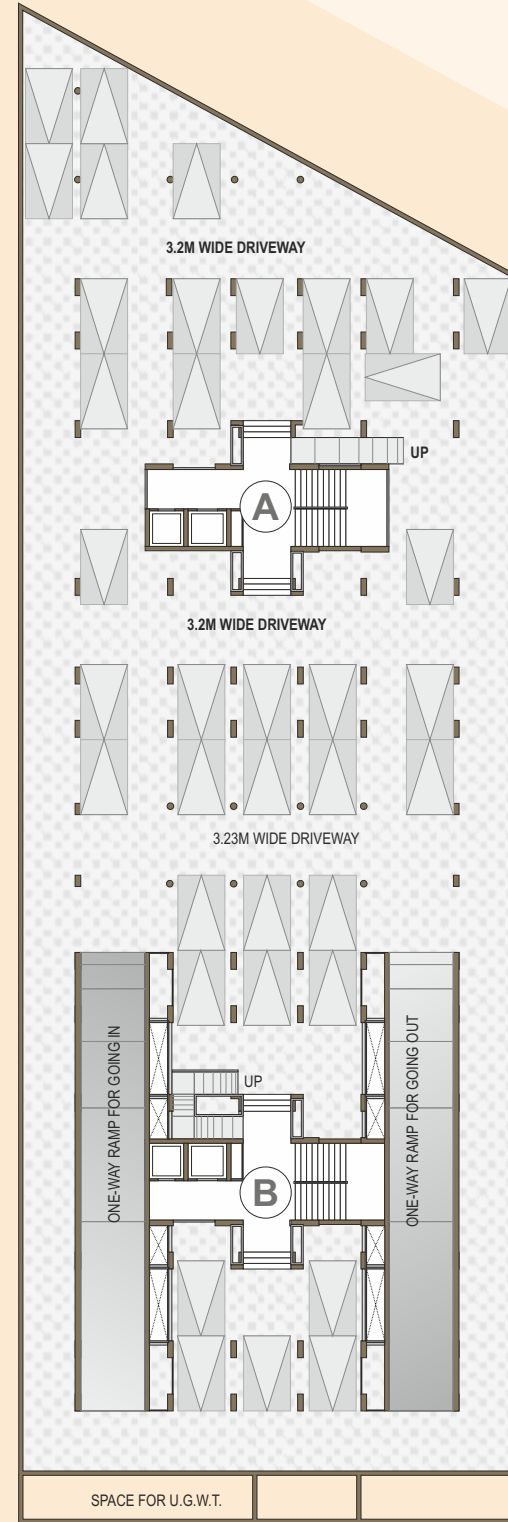 3.2M WIDE DRIVEWAY
UP
A
3.2M WIDE DRIVEWAY
3.23M WIDE DRIVEWAY
ONE-WAY RAMP FOR GOING IN
ONE-WAY RAMP FOR GOING OUT
UP
B
SPACE FOR U.G.W.T.